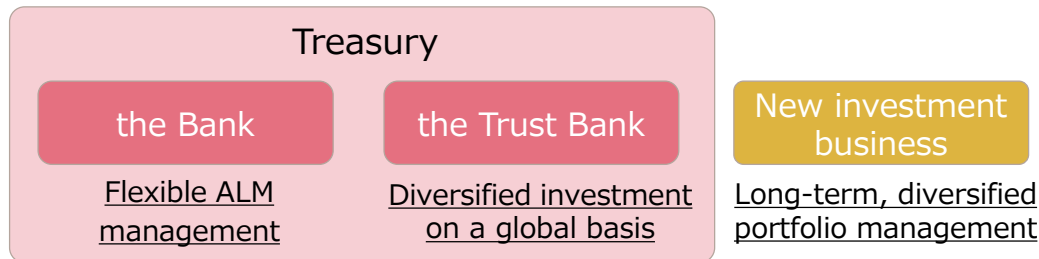 Treasury
the Bank
the Trust Bank
New investment
business
Flexible ALM
management
Diversified investment
on a global basis
Long-term, diversified
portfolio management